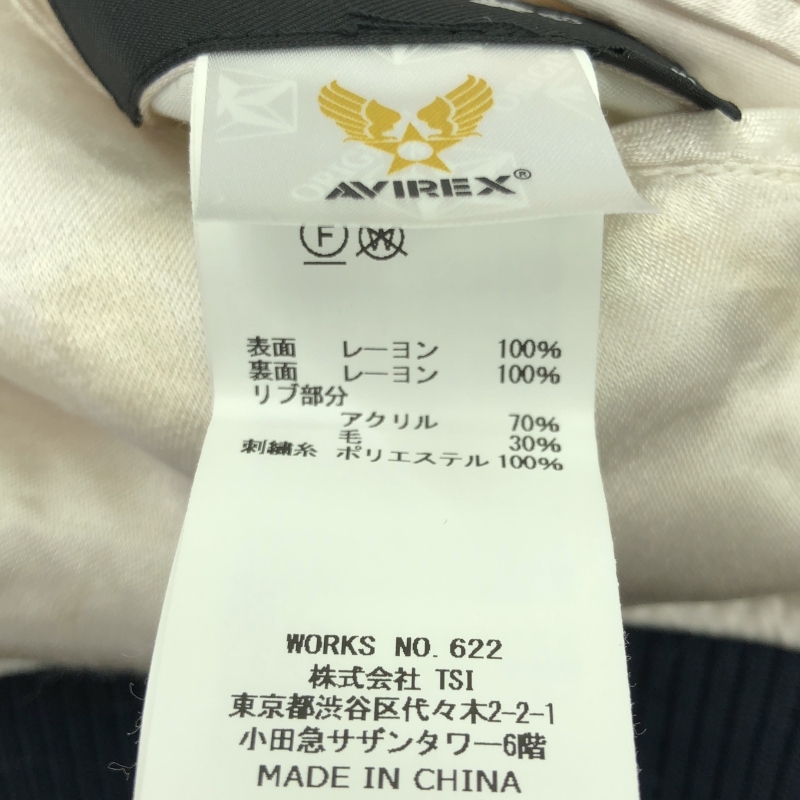 AVIREX®
F W
表面 レーヨン 100%
裏面 レーヨン 100%
リブ部分
アクリル 70%
毛 30%
刺繍糸 ポリエステル 100%
WORKS NO. 622
株式会社 TSI
東京都渋谷区代々木2-2-1
小田急サザンタワー6階
MADE IN CHINA